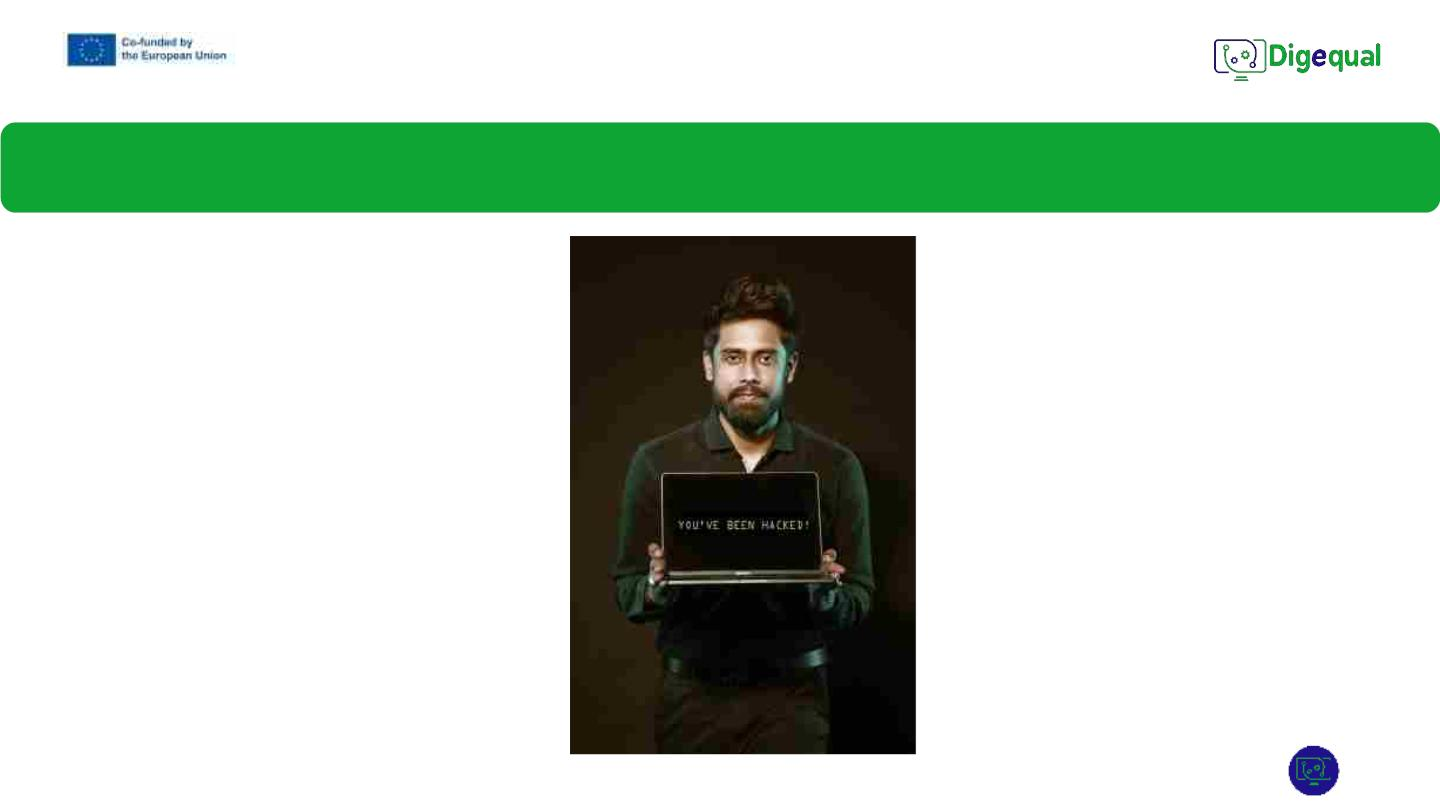 Co-funded by
the European Union
Digequal
YOU'VE BEEN HACKED!